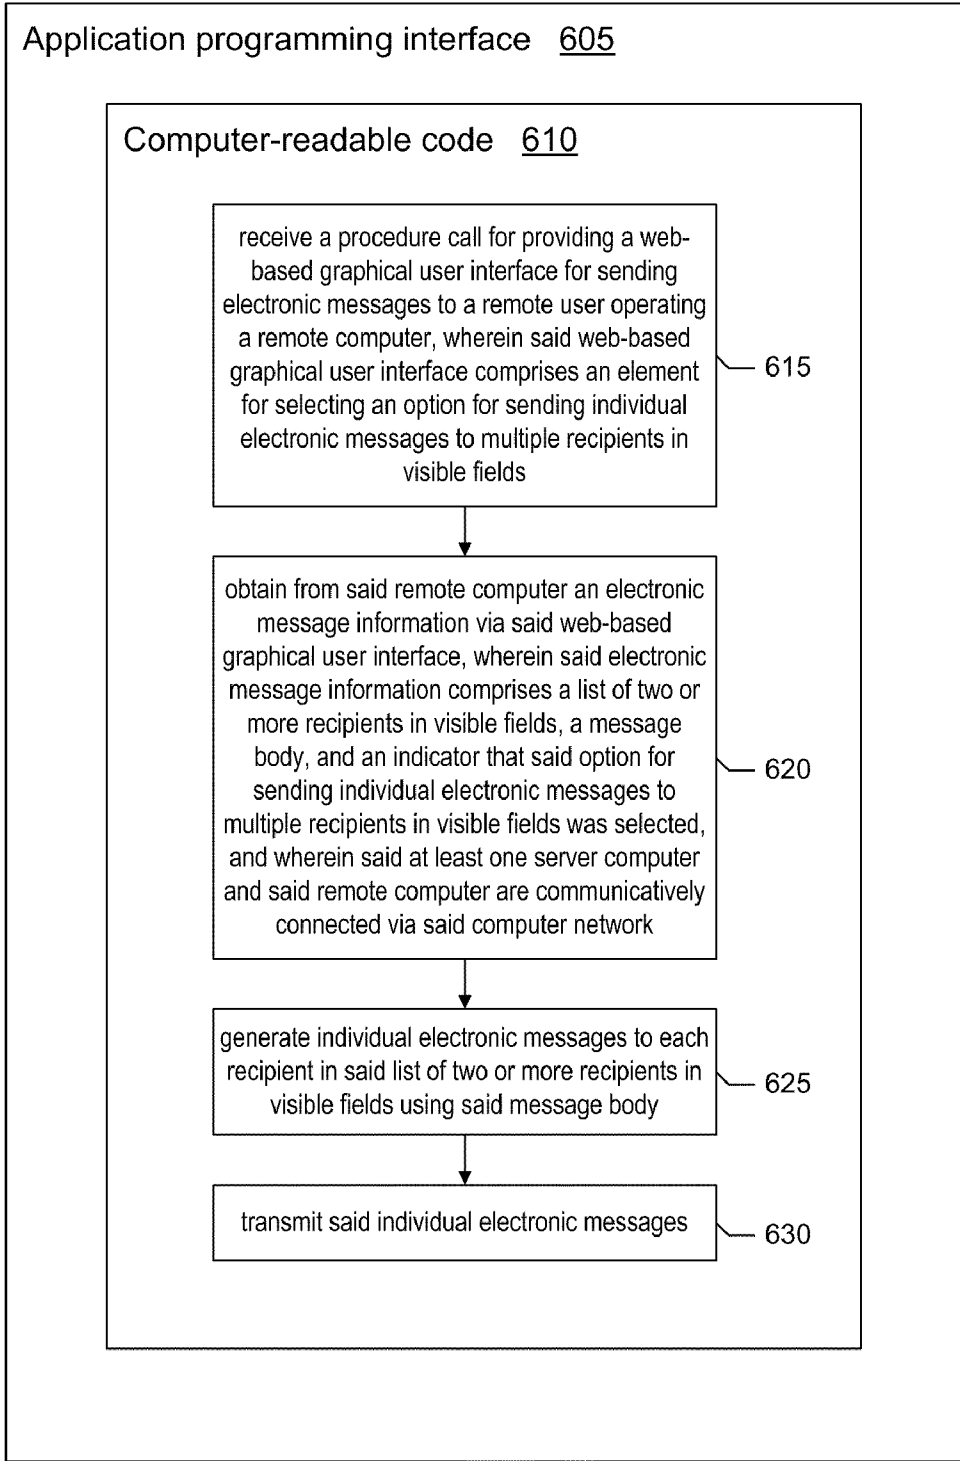 Application programming interface 605
Computer-readable code 610
receive a procedure call for providing a web-
based graphical user interface for sending
electronic messages to a remote user operating
a remote computer, wherein said web-based
graphical user interface comprises an element
for selecting an option for sending individual
electronic messages to multiple recipients in
visible fields
615
obtain from said remote computer an electronic
message information via said web-based
graphical user interface, wherein said electronic
message information comprises a list of two or
more recipients in visible fields, a message
body, and an indicator that said option for
sending individual electronic messages to
multiple recipients in visible fields was selected,
and wherein said at least one server computer
and said remote computer are communicatively
connected via said computer network
620
generate individual electronic messages to each
recipient in said list of two or more recipients in
visible fields using said message body
625
transmit said individual electronic messages
630